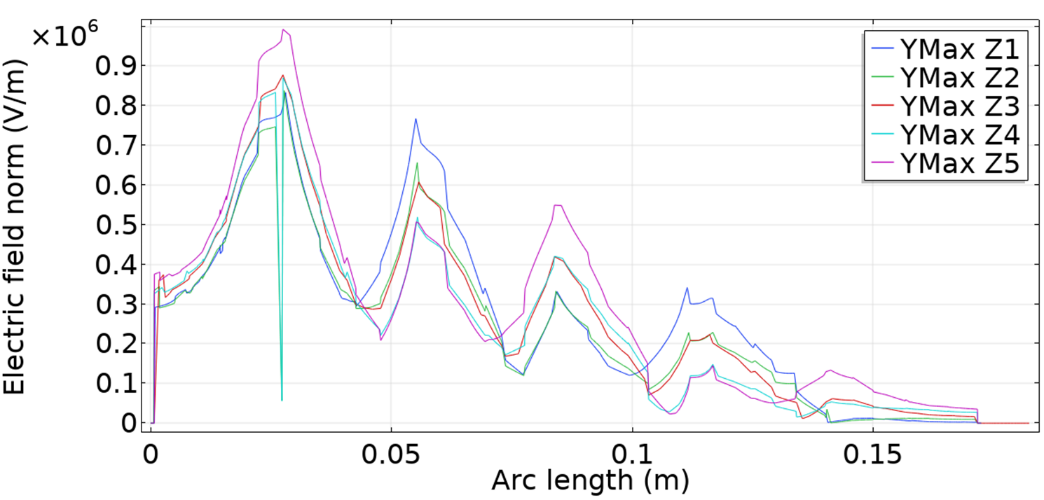 ×10⁶
0.9
0.8
0.7
0.6
0.5
0.4
0.3
0.2
0.1
0
Electric field norm (V/m)
YMax Z1
YMax Z2
YMax Z3
YMax Z4
YMax Z5
0 0.05 0.1 0.15
Arc length (m)